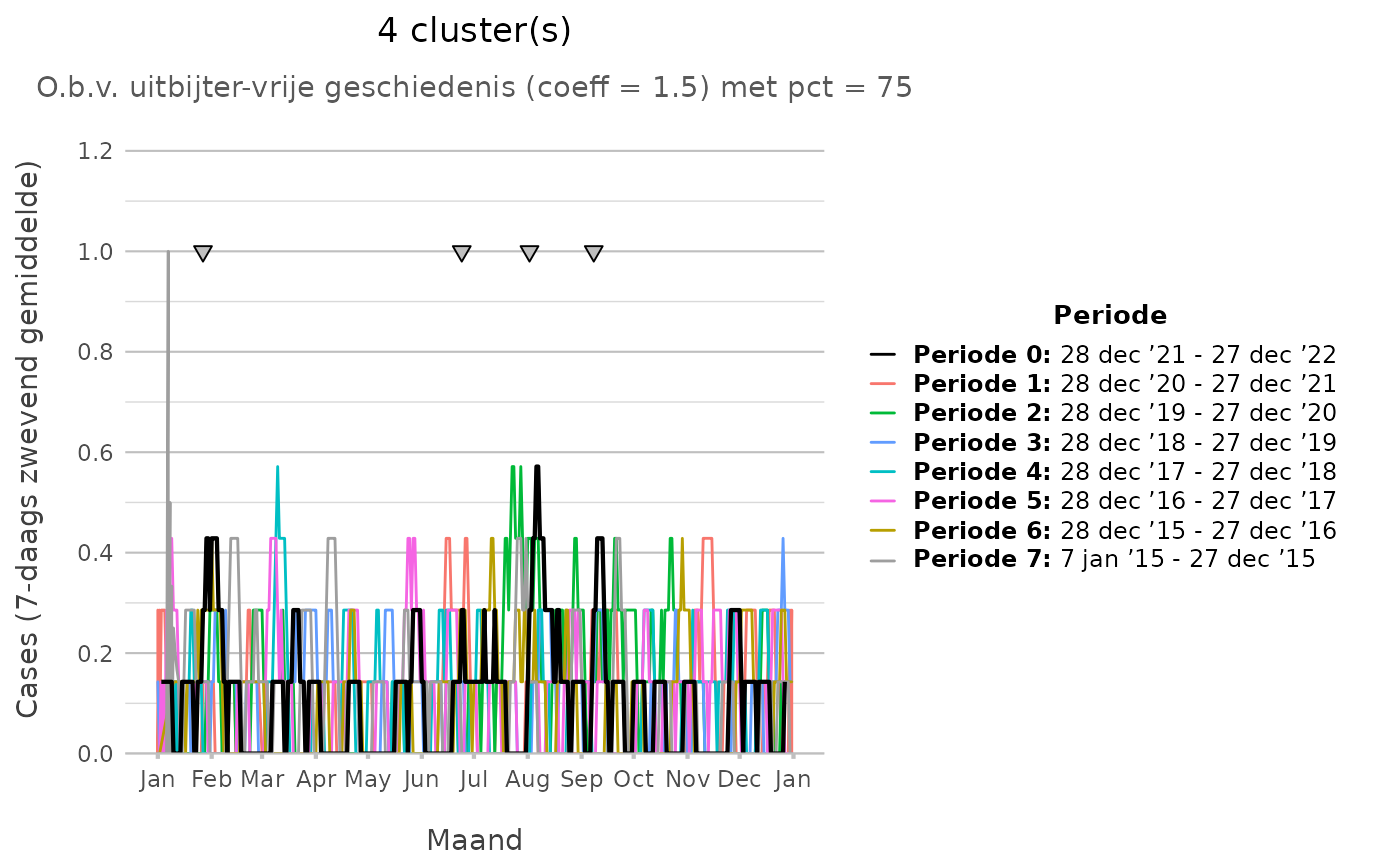 4 cluster(s)
O.b.v. uitbijter-vrije geschiedenis (coeff = 1.5) met pct = 75
Cases (7-daags zwevend gemiddelde)
1.2
1.0
0.8
0.6
0.4
0.2
0.0
Jan Feb Mar Apr May Jun Jul Aug Sep Oct Nov Dec Jan
Maand
Periode
Periode 0: 28 dec ’21 - 27 dec ’22
Periode 1: 28 dec ’20 - 27 dec ’21
Periode 2: 28 dec ’19 - 27 dec ’20
Periode 3: 28 dec ’18 - 27 dec ’19
Periode 4: 28 dec ’17 - 27 dec ’18
Periode 5: 28 dec ’16 - 27 dec ’17
Periode 6: 28 dec ’15 - 27 dec ’16
Periode 7: 7 jan ’15 - 27 dec ’15